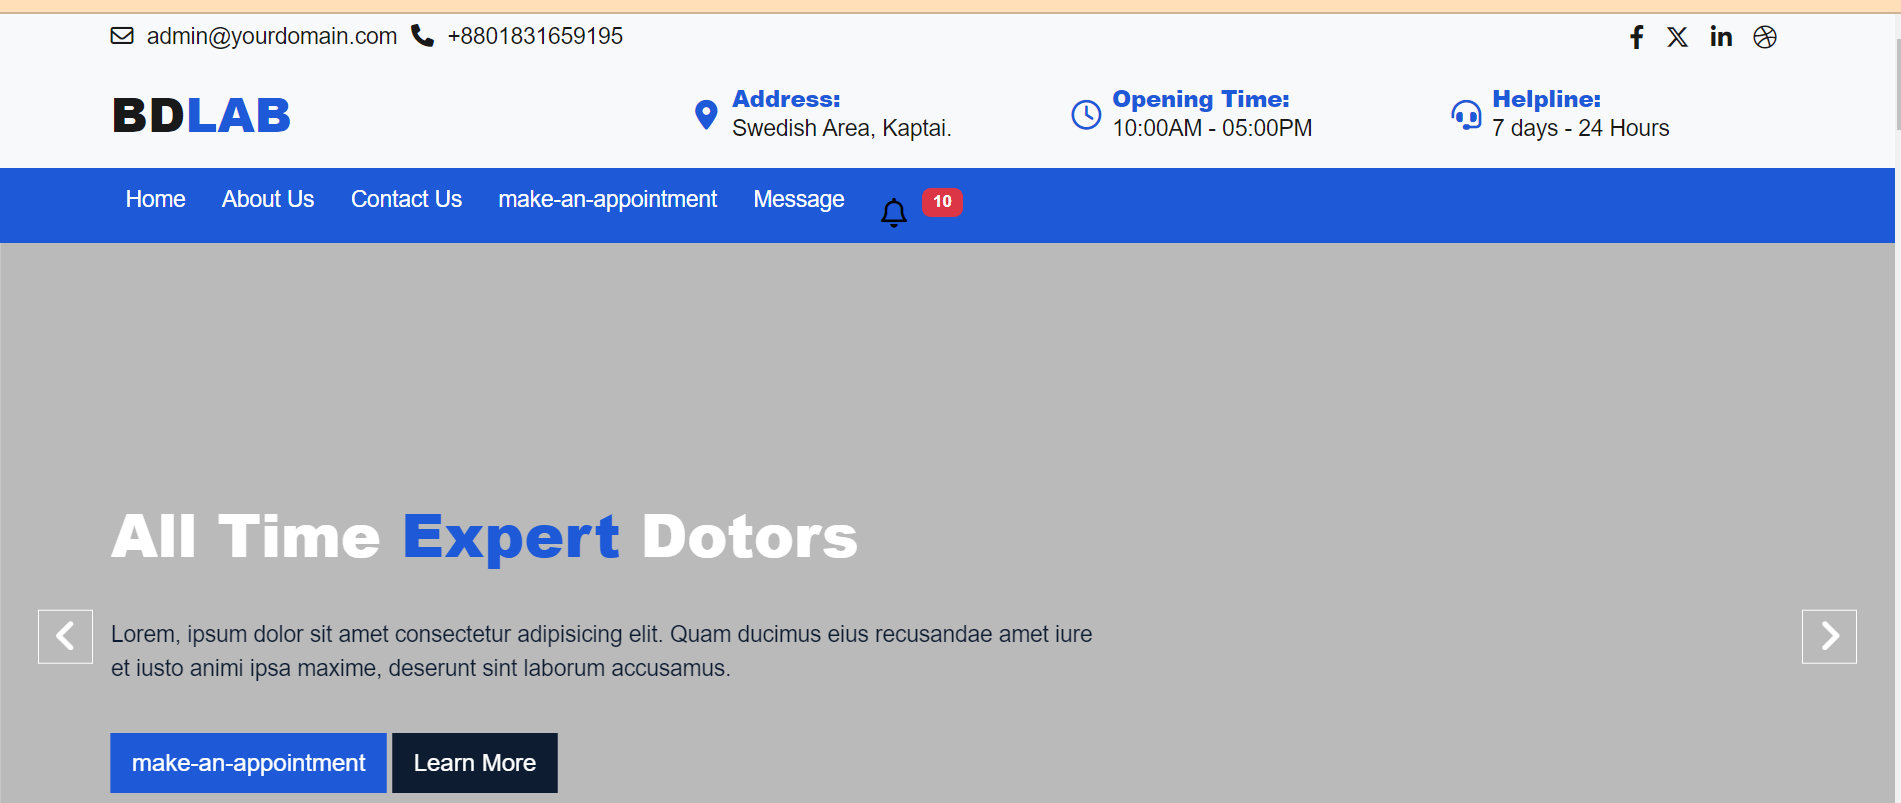 admin@yourdomain.com +8801831659195
BDLAB
Address:
Swedish Area, Kaptai.
Opening Time:
10:00AM - 05:00PM
Helpline:
7 days - 24 Hours
Home About Us Contact Us make-an-appointment Message 10
All Time Expert Dotors
Lorem, ipsum dolor sit amet consectetur adipisicing elit. Quam ducimus eius recusandae amet iure
et iusto animi ipsa maxime, deserunt sint laborum accusamus.
make-an-appointment Learn More